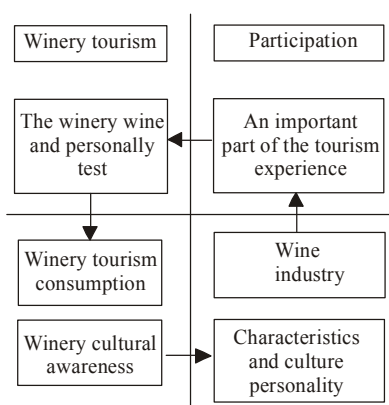 Winery tourism
Participation
The winery wine
and personally
test
An important
part of the tourism
experience
Winery tourism
consumption
Wine
industry
Winery cultural
awareness
Characteristics
and culture
personality